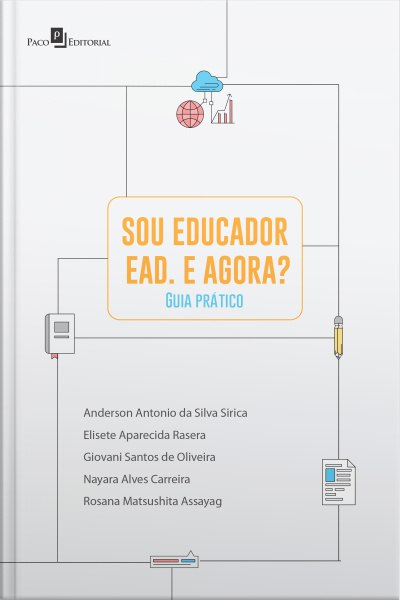 PACO P EDITORIAL
SOU EDUCADOR
EAD. E AGORA?
GUIA PRÁTICO
Anderson Antonio da Silva Sirica
Elisete Aparecida Rasera
Giovani Santos de Oliveira
Nayara Alves Carreira
Rosana Matsushita Assayag